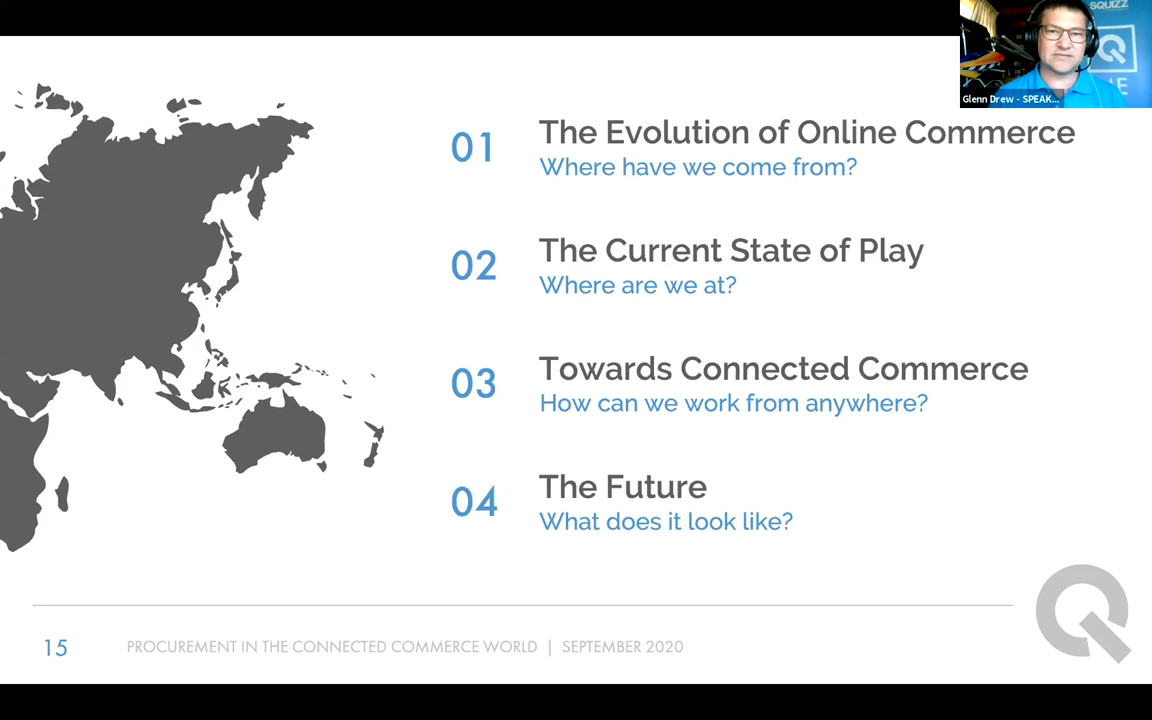 SQUIZZ
Glenn Drew - SPEAK...
01
The Evolution of Online Commerce
Where have we come from?
02
The Current State of Play
Where are we at?
03
Towards Connected Commerce
How can we work from anywhere?
04
The Future
What does it look like?
15
PROCUREMENT IN THE CONNECTED COMMERCE WORLD | SEPTEMBER 2020